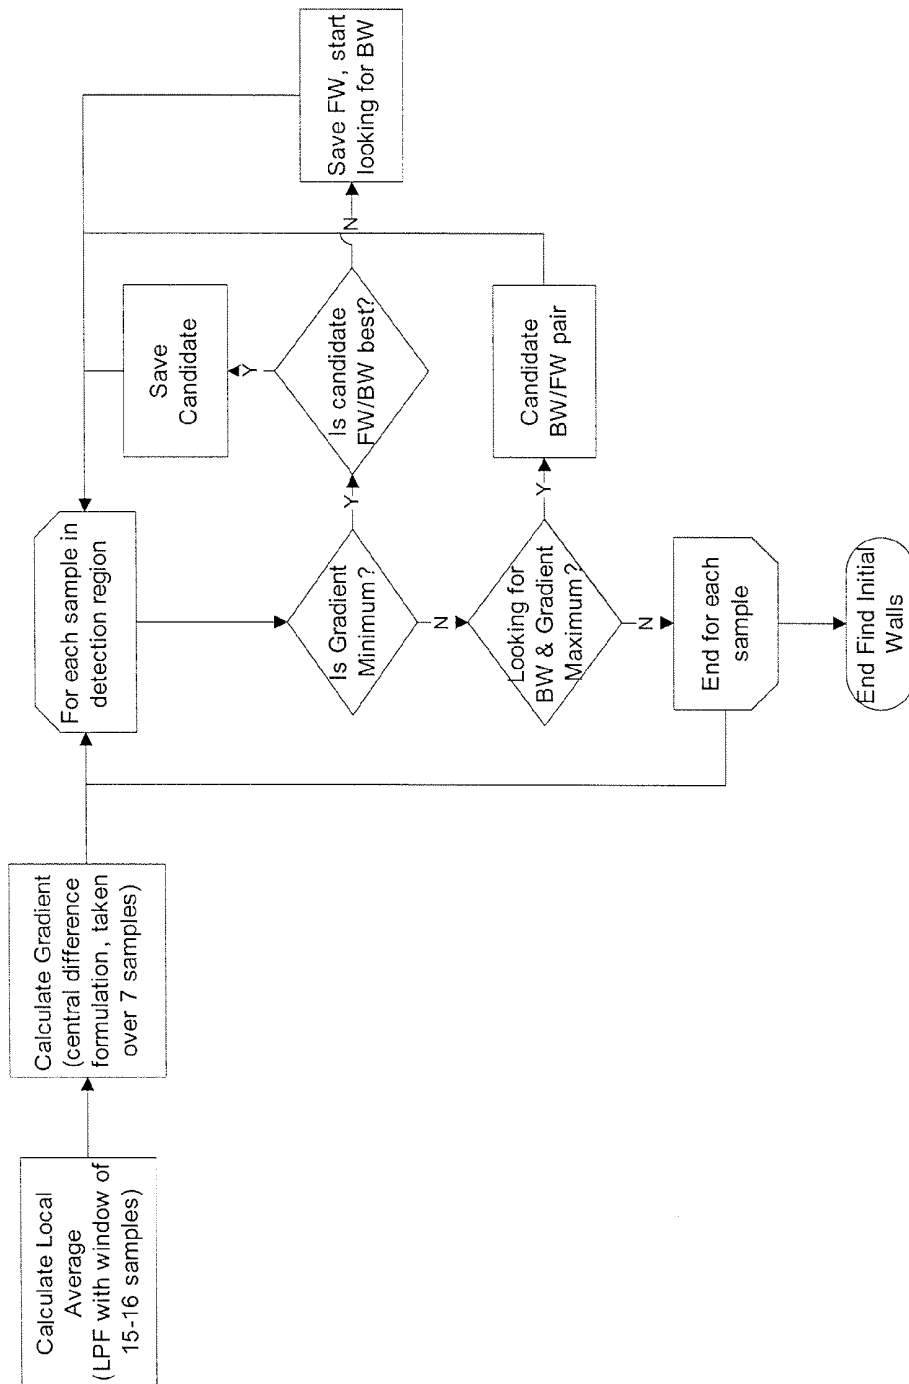 Calculate Local
Average
(LPF with window of
15-16 samples)
Calculate Gradient
(central difference
formulation, taken
over 7 samples)
For each sample in
detection region
Is Gradient
Minimum?
Y
N
Is candidate
FW/BW best?
Y
N
Save
Candidate
Save FW, start
looking for BW
Looking for
BW & Gradient
Maximum?
Y
N
Candidate
BW/FW pair
End for each
sample
End Find Initial
Walls